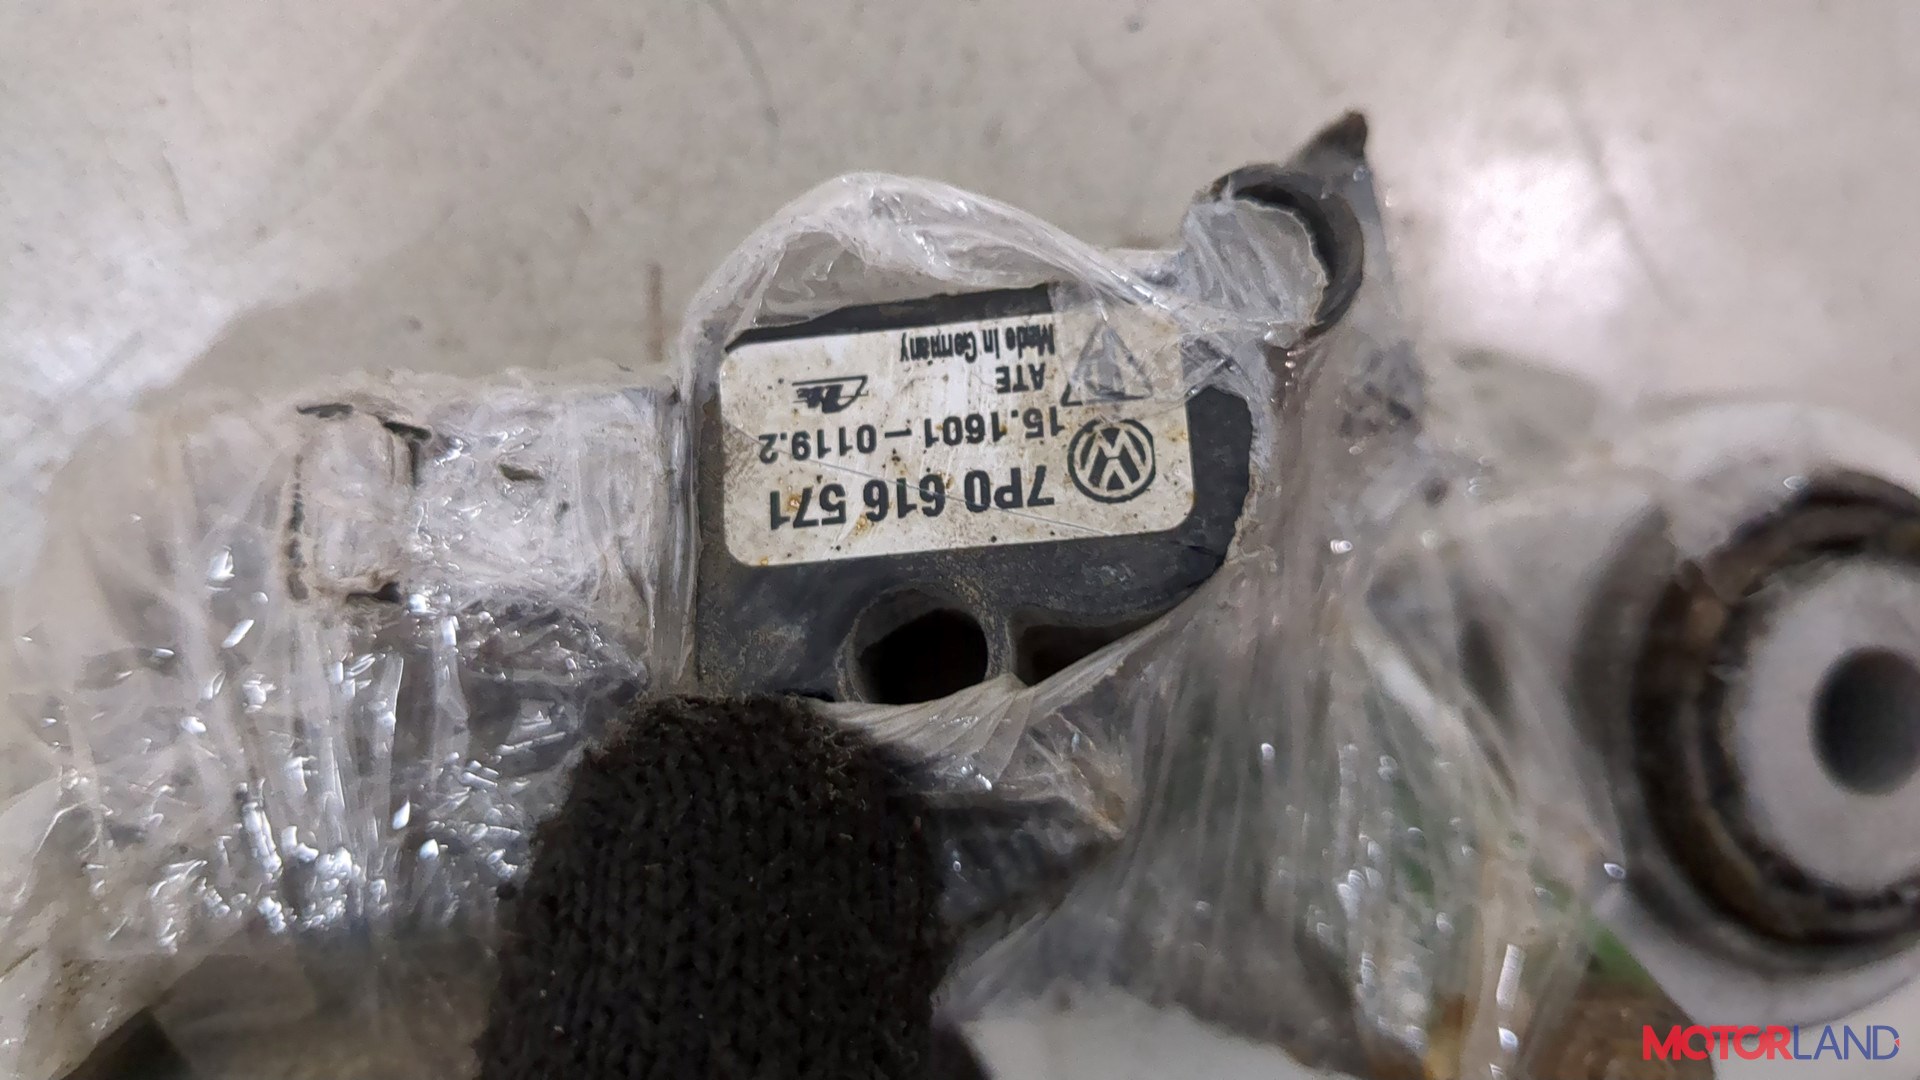 7P0 616 571
15.1601-0119.2
ATE
Made in Germany
MOTORLAND